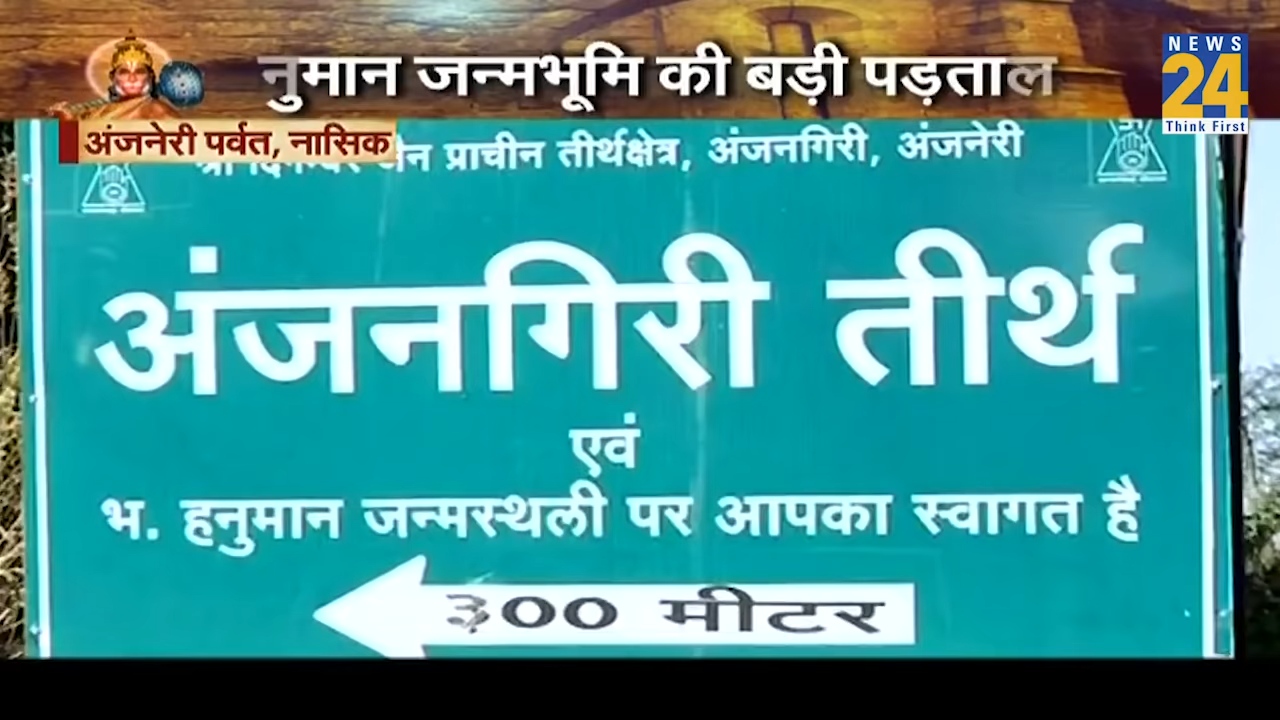 नुमान जन्मभूमि की बड़ी पड़ताल
NEWS
24
Think First
अंजनेरी पर्वत, नासिक
प्राचीन तीर्थक्षेत्र, अंजनगिरी, अंजनेरी
अंजनगिरी तीर्थ
एवं
भ. हनुमान जन्मस्थली पर आपका स्वागत है
३00 मीटर